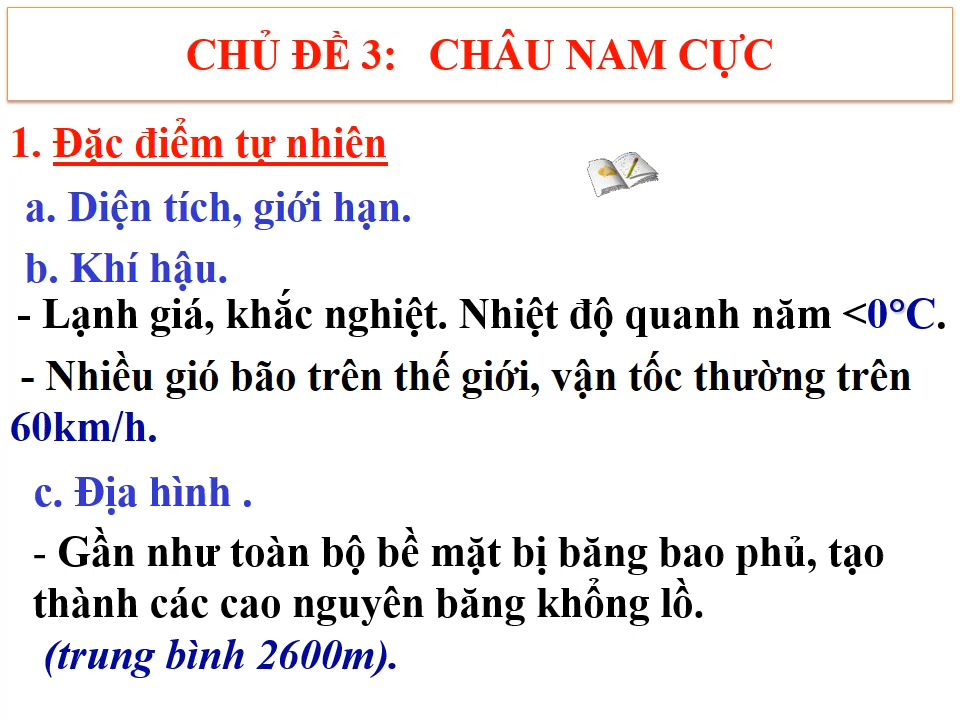 CHỦ ĐỀ 3: CHÂU NAM CỰC
1. Đặc điểm tự nhiên
a. Diện tích, giới hạn.
b. Khí hậu.
- Lạnh giá, khắc nghiệt. Nhiệt độ quanh năm <0°C.
- Nhiều gió bão trên thế giới, vận tốc thường trên
60km/h.
c. Địa hình .
- Gần như toàn bộ bề mặt bị băng bao phủ, tạo
thành các cao nguyên băng khổng lồ.
(trung bình 2600m).